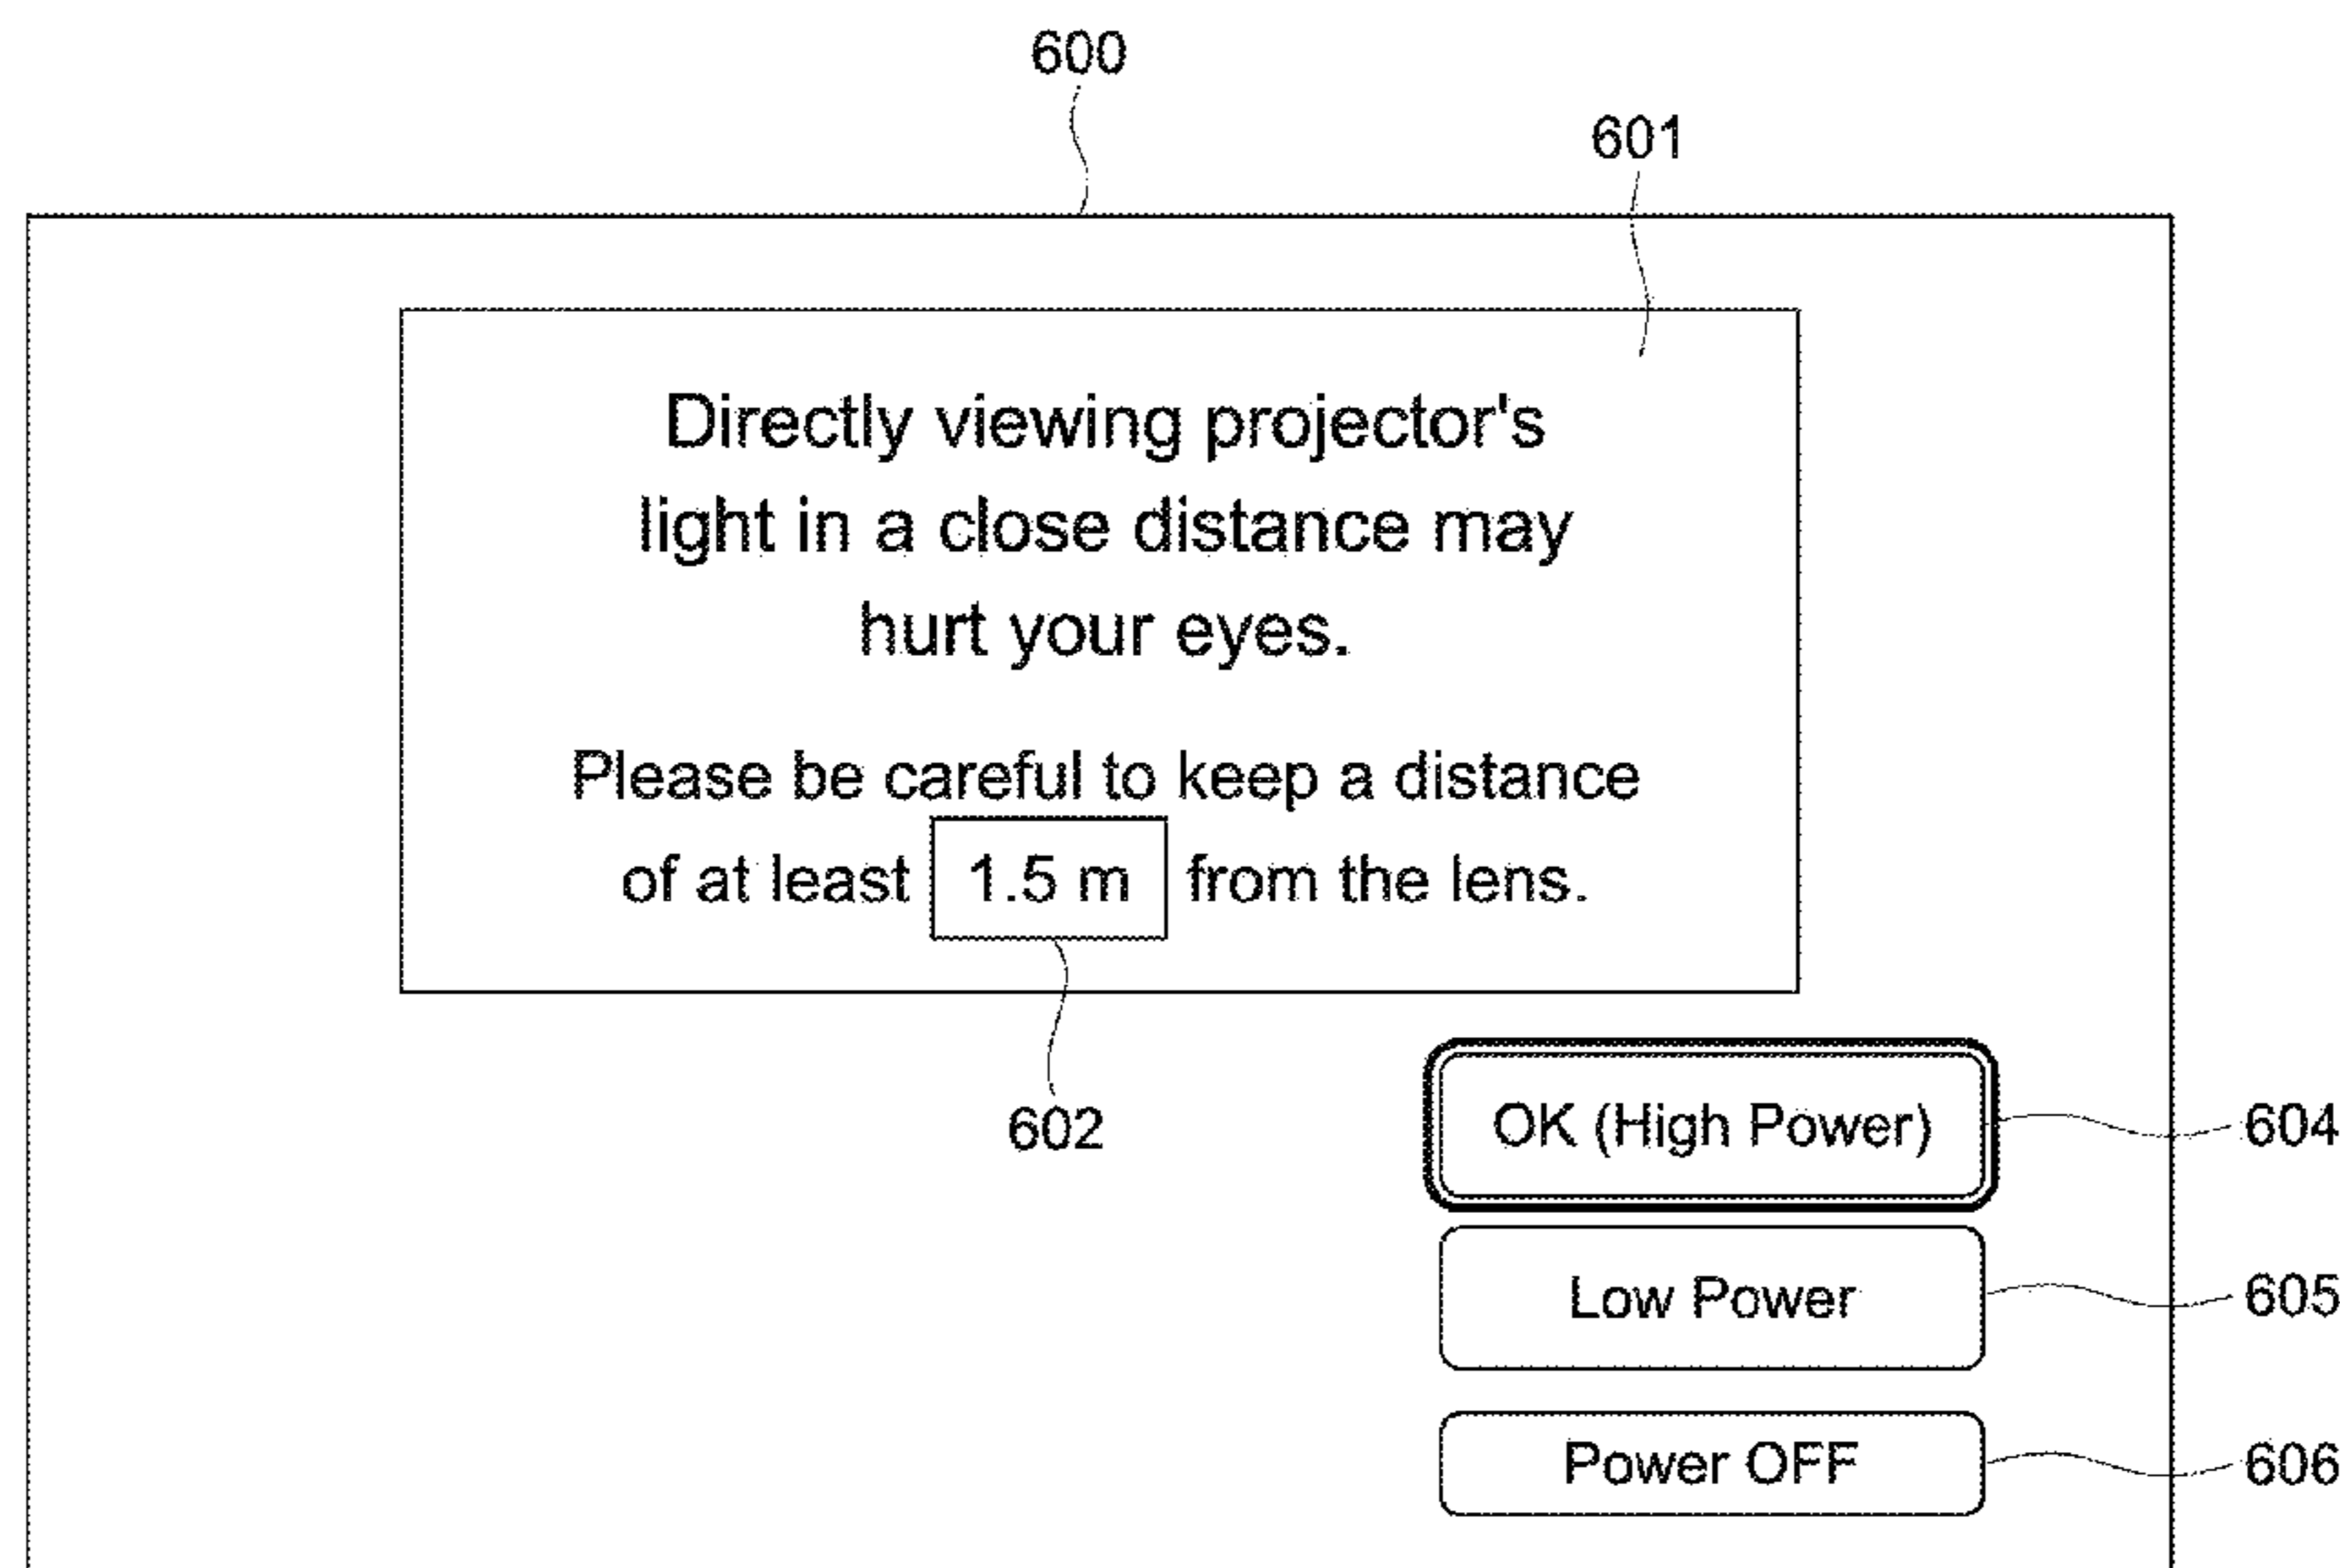 600
601
Directly viewing projector's
light in a close distance may
hurt your eyes.
Please be careful to keep a distance
of at least 1.5 m from the lens.
602
OK (High Power) 604
Low Power 605
Power OFF 606